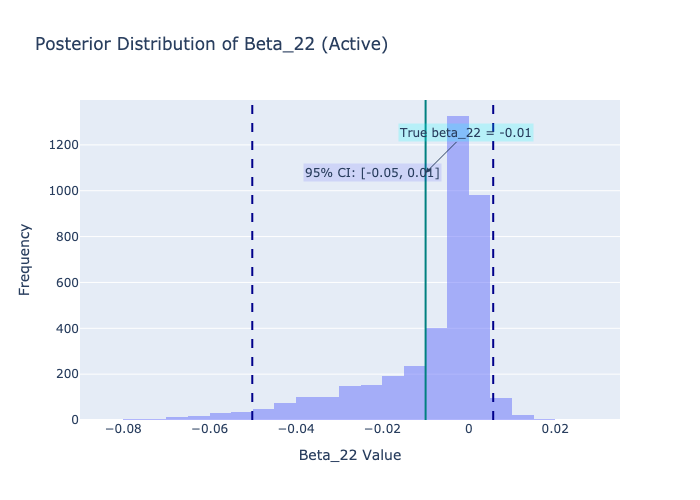 Posterior Distribution of Beta_22 (Active)
True beta_22 = -0.01
95% CI: [-0.05, 0.01]
1200
1000
800
600
400
200
0
Frequency
−0.08
−0.06
−0.04
−0.02
0
0.02
Beta_22 Value